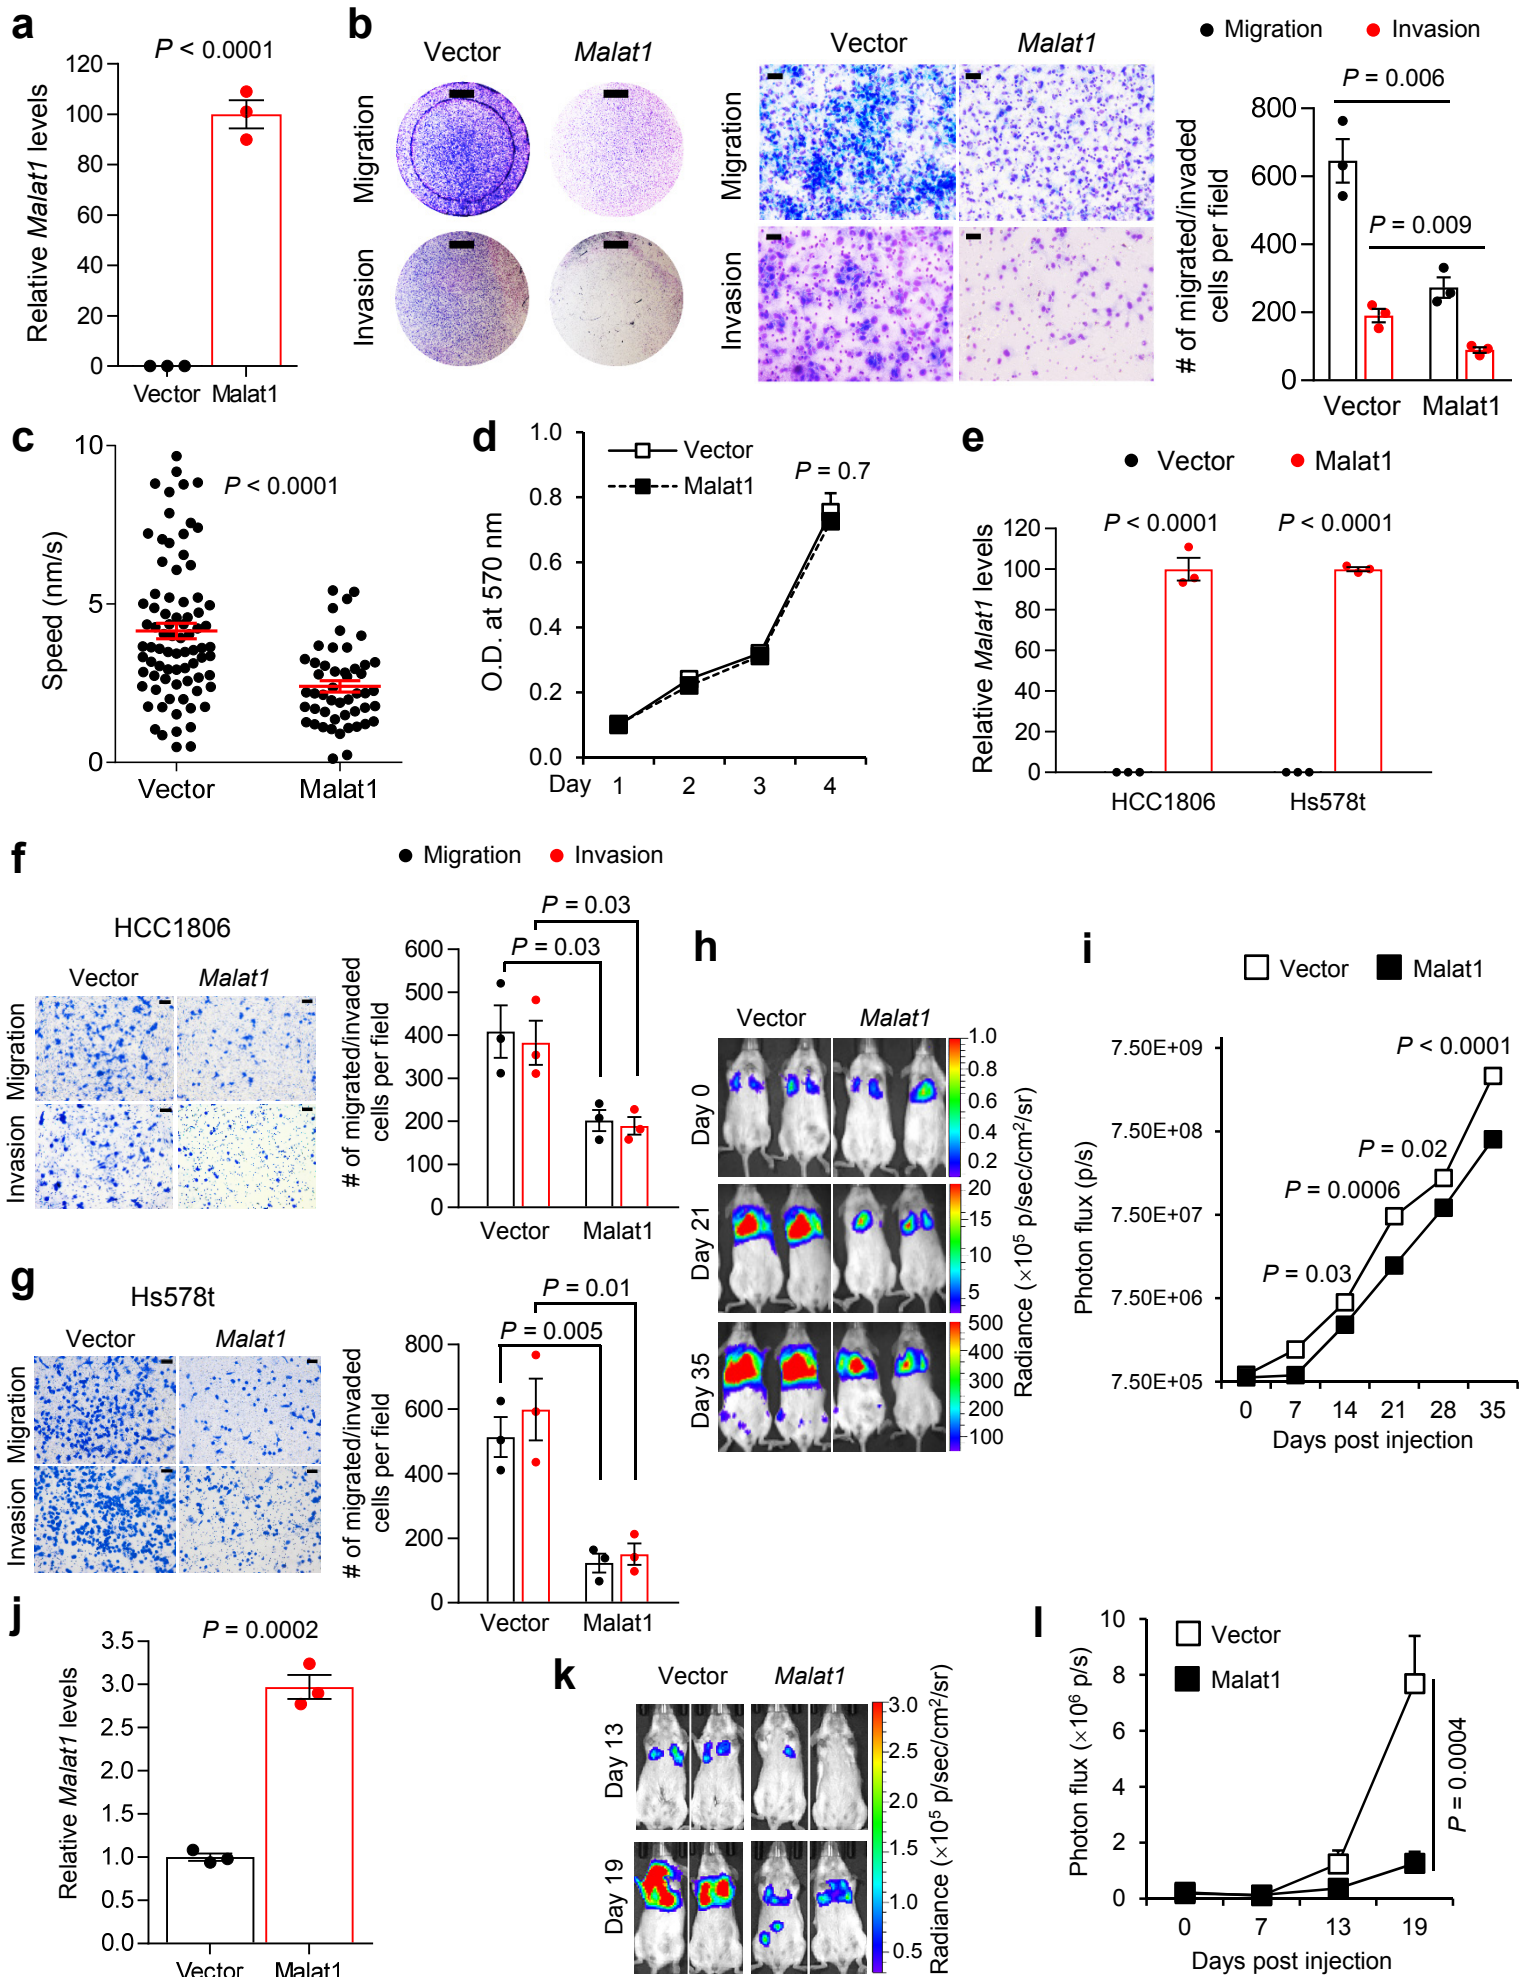 a
P < 0.0001
Relative Malat1 levels
120
100
80
60
40
20
0
Vector Malat1
b
Vector Malat1
Migration
Invasion
Vector Malat1
Migration
Invasion
Migration Invasion
P = 0.006
P = 0.009
# of migrated/invaded
cells per field
800
600
400
200
0
Vector Malat1
c
P < 0.0001
Speed (nm/s)
10
5
0
Vector Malat1
d
Vector
Malat1
P = 0.7
O.D. at 570 nm
1.0
0.8
0.6
0.4
0.2
0.0
Day 1 2 3 4
e
Vector Malat1
P < 0.0001 P < 0.0001
Relative Malat1 levels
120
100
80
60
40
20
0
HCC1806 Hs578t
f
Migration Invasion
HCC1806
Vector Malat1
Migration
Invasion
P = 0.03
P = 0.03
# of migrated/invaded
cells per field
600
500
400
300
200
100
0
Vector Malat1
g
Hs578t
Vector Malat1
Migration
Invasion
P = 0.01
P = 0.005
# of migrated/invaded
cells per field
800
600
400
200
0
Vector Malat1
h
Vector Malat1
Day 0
Day 21
Day 35
1.0
0.8
0.6
0.4
0.2
20
15
10
5
500
400
300
200
100
Radiance (×10⁵ p/sec/cm²/sr)
i
Vector Malat1
P < 0.0001
P = 0.02
P = 0.0006
P = 0.03
Photon flux (p/s)
7.50E+09
7.50E+08
7.50E+07
7.50E+06
7.50E+05
0 7 14 21 28 35
Days post injection
j
P = 0.0002
Relative Malat1 levels
3.5
3.0
2.5
2.0
1.5
1.0
0.5
0.0
Vector Malat1
k
Vector Malat1
Day 13
Day 19
3.0
2.5
2.0
1.5
1.0
0.5
Radiance (×10⁵ p/sec/cm²/sr)
l
Vector
Malat1
P = 0.0004
Photon flux (×10⁶ p/s)
10
8
6
4
2
0
0 7 13 19
Days post injection